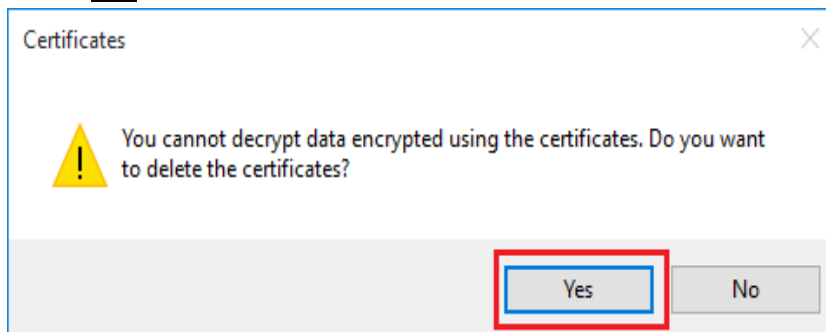 Certificates
You cannot decrypt data encrypted using the certificates. Do you want
to delete the certificates?
Yes
No